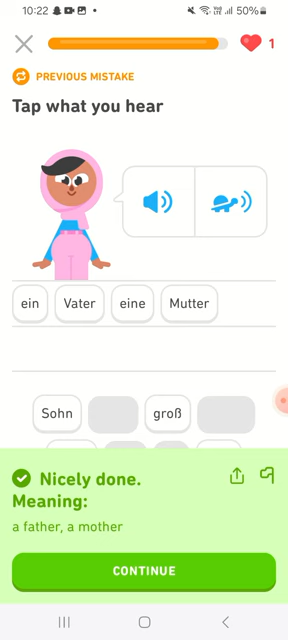 10:22 50%
1
PREVIOUS MISTAKE
Tap what you hear
ein Vater eine Mutter
Sohn groß
Nicely done.
Meaning:
a father, a mother
CONTINUE